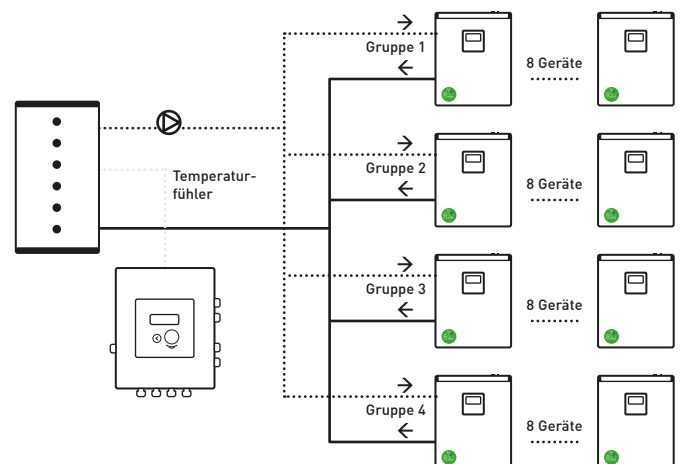 Gruppe 1
8 Geräte
Temperatur-
fühler
Gruppe 2
8 Geräte
Gruppe 3
8 Geräte
Gruppe 4
8 Geräte